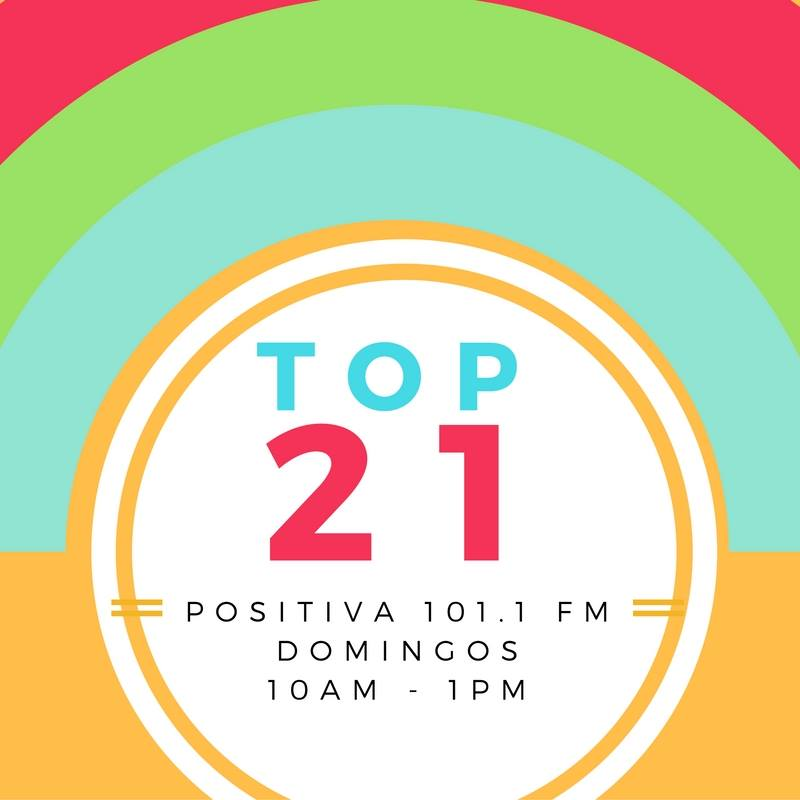 TOP
21
POSITIVA 101.1 FM
DOMINGOS
10AM - 1PM